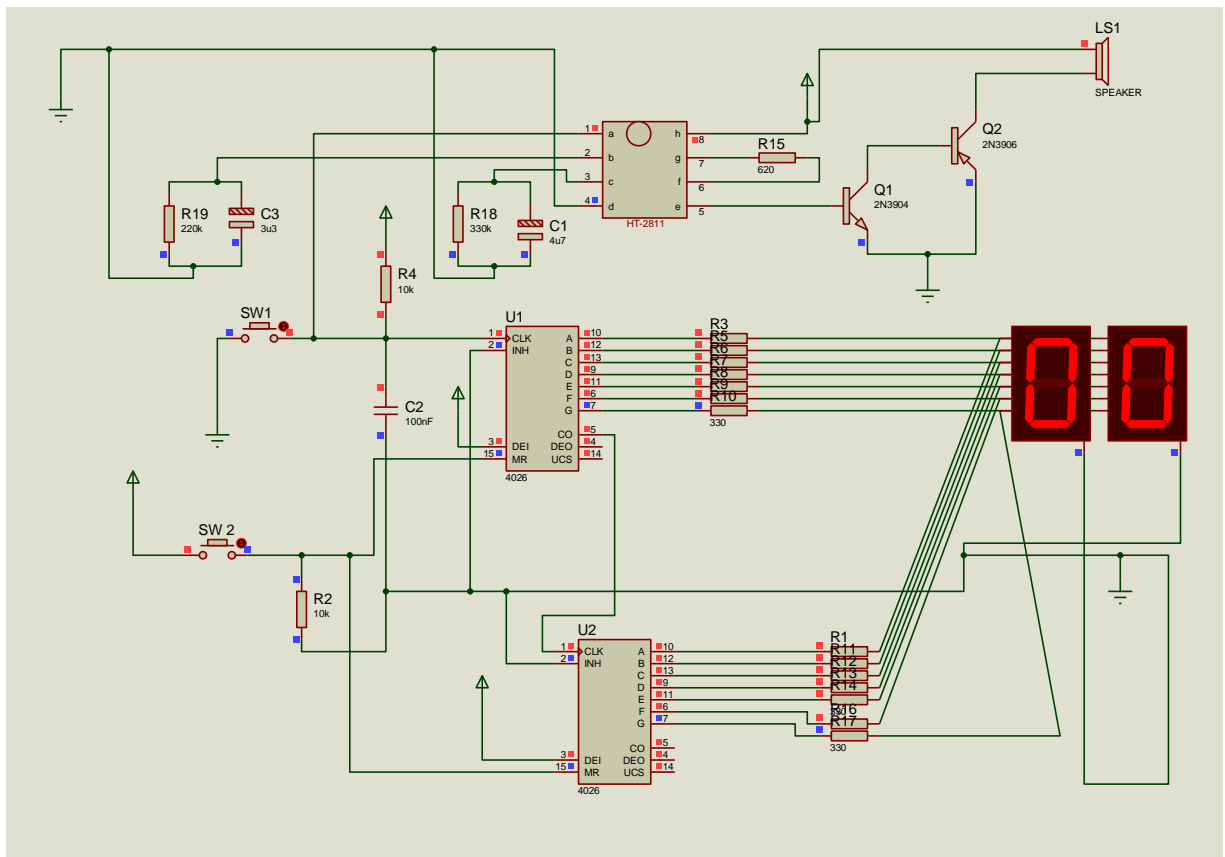 LS1
SPEAKER
Q2
2N3906
1 a h 8
2 b g 7
3 c f 6
4 d e 5
HT-2811
R15
620
Q1
2N3904
R19
220k
C3
3u3
R18
330k
C1
4u7
R4
10k
SW1
U1
1 CLK A 10
2 INH B 12
C 13
D 9
E 11
F 6
G 7
CO 5
3 DEI DEO 4
15 MR UCS 14
4026
R3
R5
R6
R7
R8
R9
R10
330
C2
100nF
SW 2
R2
10k
U2
1 CLK A 10
2 INH B 12
C 13
D 9
E 11
F 6
G 7
CO 5
3 DEI DEO 4
15 MR UCS 14
4026
R1
R11
R12
R13
R14
330
R16
R17
330
00